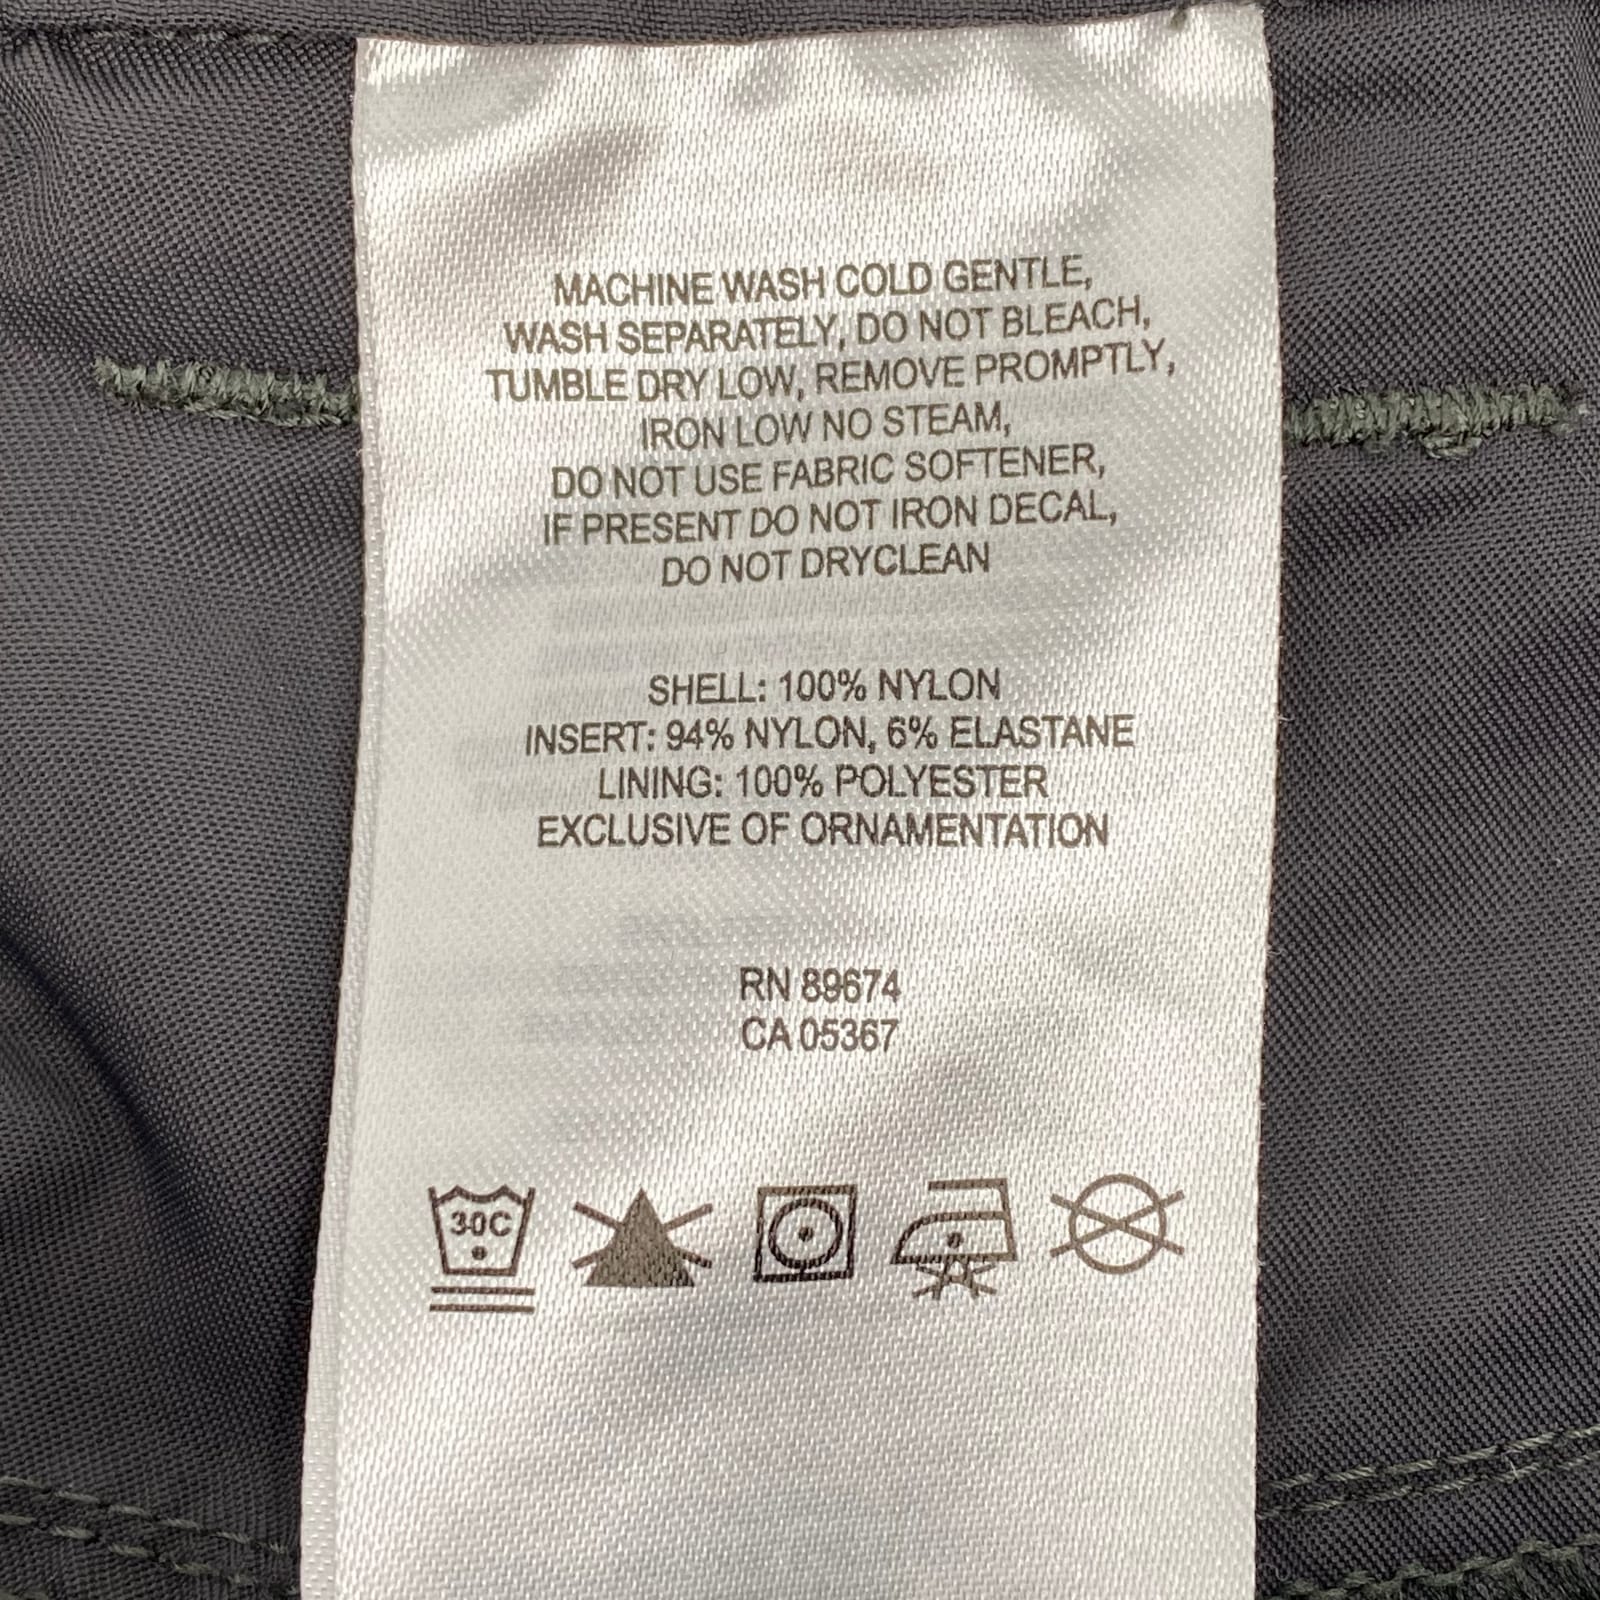 MACHINE WASH COLD GENTLE,
WASH SEPARATELY, DO NOT BLEACH,
TUMBLE DRY LOW, REMOVE PROMPTLY,
IRON LOW NO STEAM,
DO NOT USE FABRIC SOFTENER,
IF PRESENT DO NOT IRON DECAL,
DO NOT DRYCLEAN
SHELL: 100% NYLON
INSERT: 94% NYLON, 6% ELASTANE
LINING: 100% POLYESTER
EXCLUSIVE OF ORNAMENTATION
RN 89674
CA 05367
30C